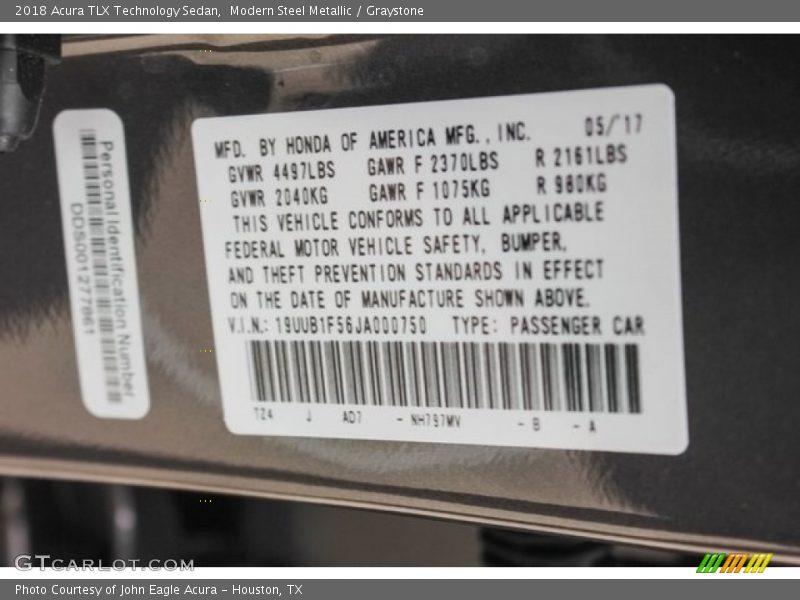 2018 Acura TLX Technology Sedan,  Modern Steel Metallic / Graystone
Personal Identification Number
DDS001277861
MFD. BY HONDA OF AMERICA MFG., INC. 05/'17
GVWR 4497LBS GAWR F 2370LBS R 2161LBS
GVWR 2040KG GAWR F 1075KG R 980KG
THIS VEHICLE CONFORMS TO ALL APPLICABLE
FEDERAL MOTOR VEHICLE SAFETY, BUMPER,
AND THEFT PREVENTION STANDARDS IN EFFECT
ON THE DATE OF MANUFACTURE SHOWN ABOVE.
V.I.N.: 19UUB1F56JA000750 TYPE: PASSENGER CAR
TZ4 J AD7 - NH797MV - B - A
GTCARLOT.COM
Photo Courtesy of John Eagle Acura - Houston, TX